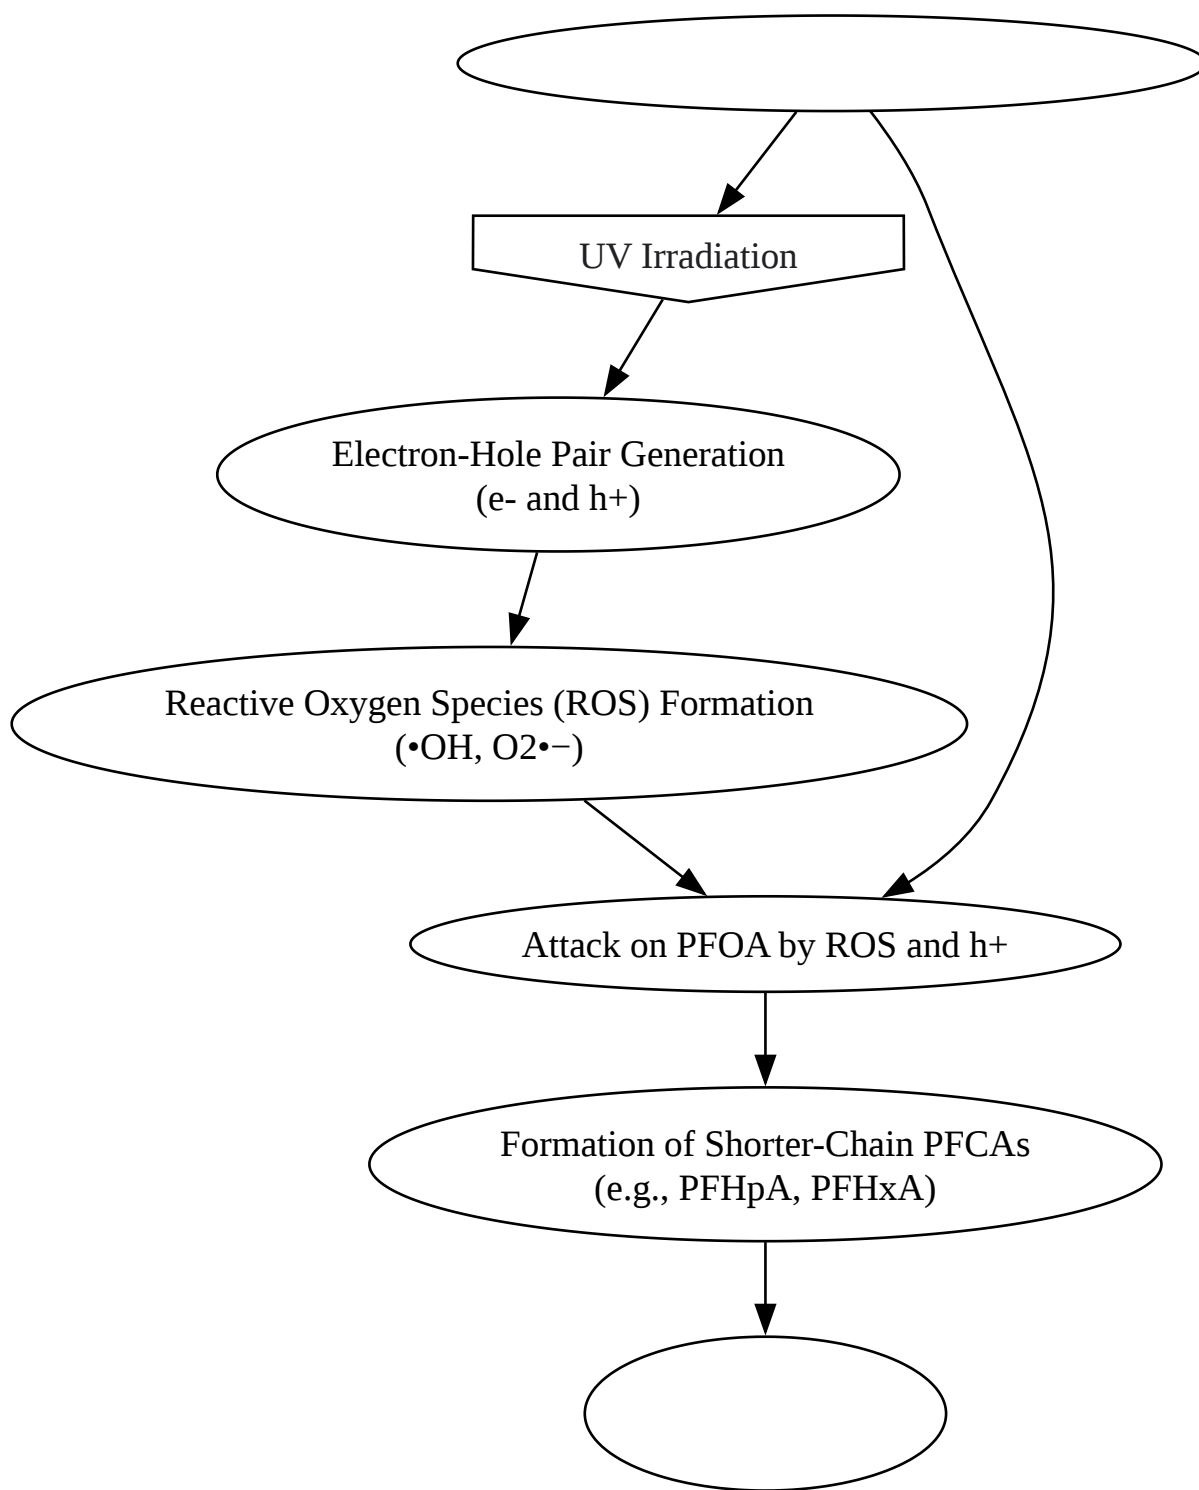 UV Irradiation
Electron-Hole Pair Generation
(e- and h+)
Reactive Oxygen Species (ROS) Formation
(•OH, O2•−)
Attack on PFOA by ROS and h+
Formation of Shorter-Chain PFCAs
(e.g., PFHpA, PFHxA)